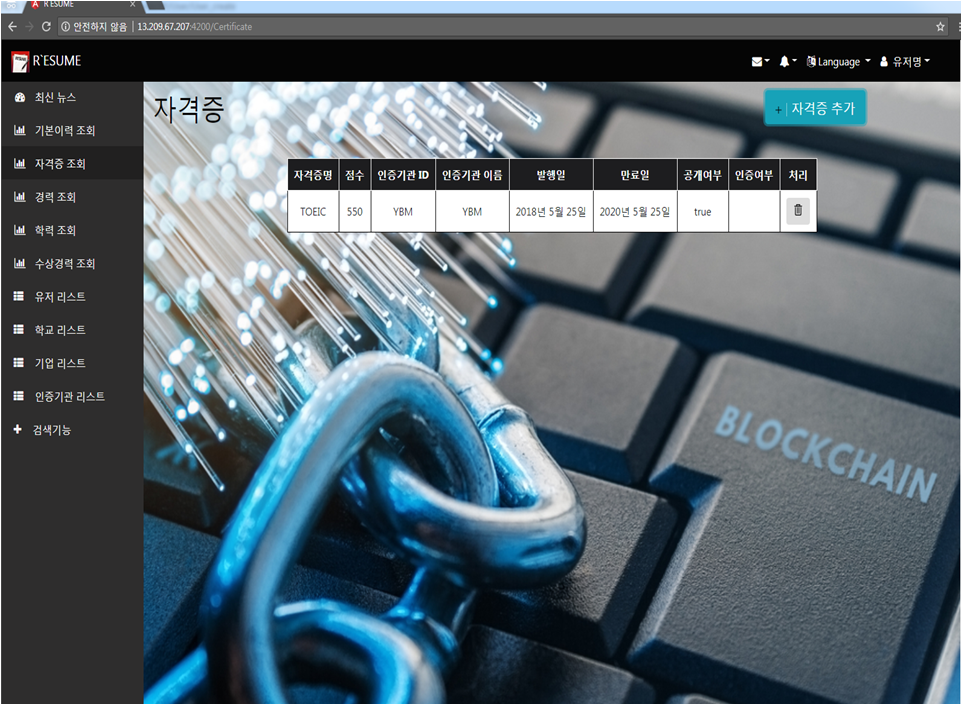 R`ESUME
안전하지 않음 | 13.209.67.207:4200/Certificate
R`ESUME
Language
유저명
최신 뉴스
기본이력 조회
자격증 조회
경력 조회
학력 조회
수상경력 조회
유저 리스트
학교 리스트
기업 리스트
인증기관 리스트
검색기능
자격증
+ | 자격증 추가
자격증명 점수 인증기관 ID 인증기관 이름 발행일 만료일 공개여부 인증여부 처리
TOEIC 550 YBM YBM 2018년 5월 25일 2020년 5월 25일 true
BLOCKCHAIN